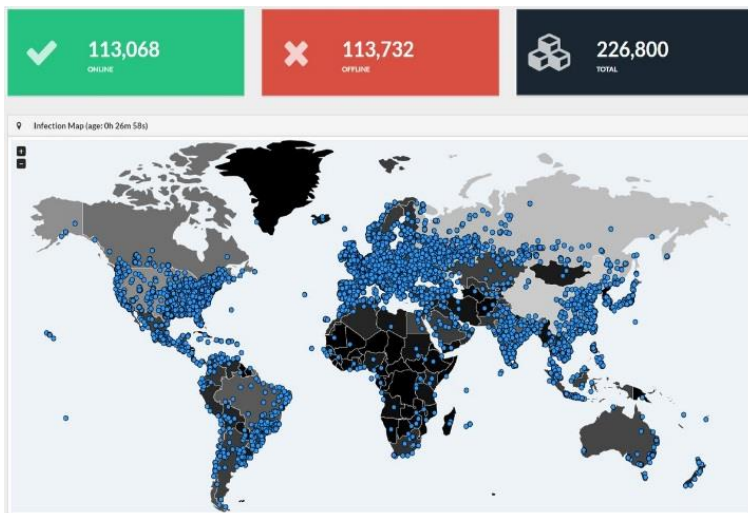 113,068
ONLINE
113,732
OFFLINE
226,800
TOTAL
Infection Map (age: 0h 26m 58s)
+
-